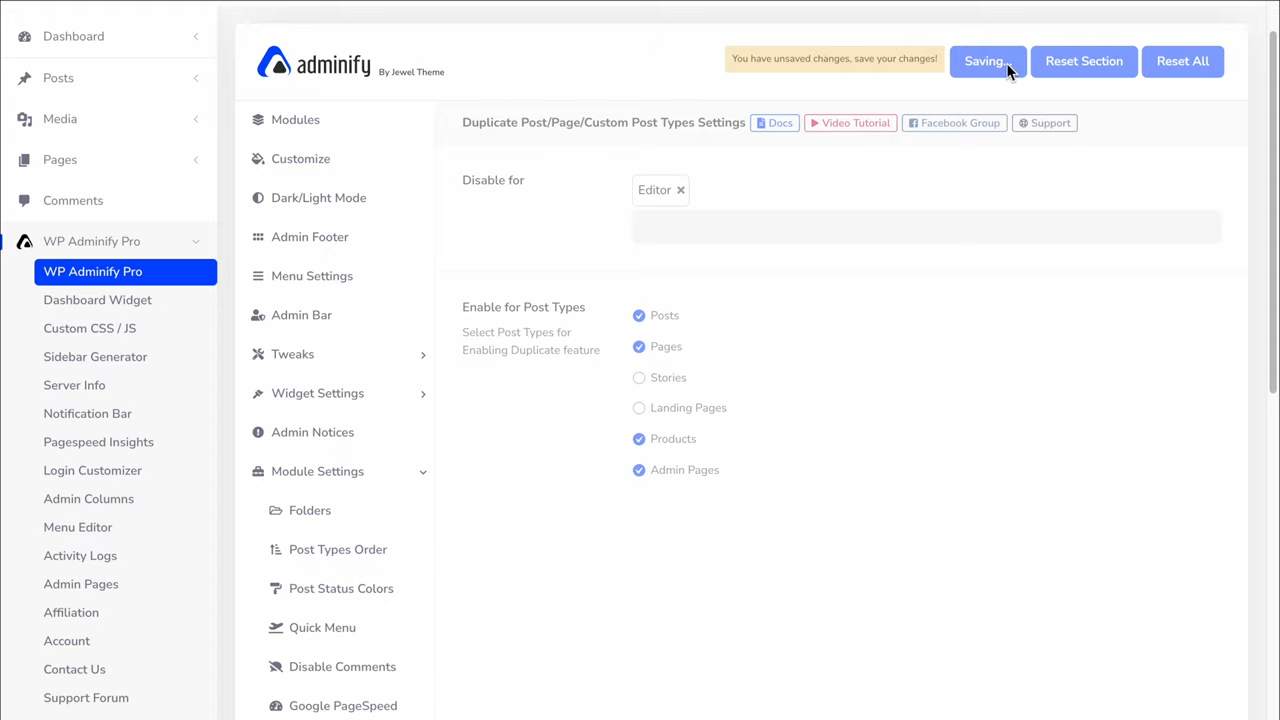 Dashboard
Posts
Media
Pages
Comments
WP Adminify Pro
WP Adminify Pro
Dashboard Widget
Custom CSS / JS
Sidebar Generator
Server Info
Notification Bar
Pagespeed Insights
Login Customizer
Admin Columns
Menu Editor
Activity Logs
Admin Pages
Affiliation
Account
Contact Us
Support Forum
adminify By Jewel Theme
You have unsaved changes, save your changes!
Saving...
Reset Section
Reset All
Modules
Customize
Dark/Light Mode
Admin Footer
Menu Settings
Admin Bar
Tweaks
Widget Settings
Admin Notices
Module Settings
Folders
Post Types Order
Post Status Colors
Quick Menu
Disable Comments
Google PageSpeed
Duplicate Post/Page/Custom Post Types Settings Docs Video Tutorial Facebook Group Support
Disable for
Editor
Enable for Post Types
Select Post Types for
Enabling Duplicate feature
Posts
Pages
Stories
Landing Pages
Products
Admin Pages